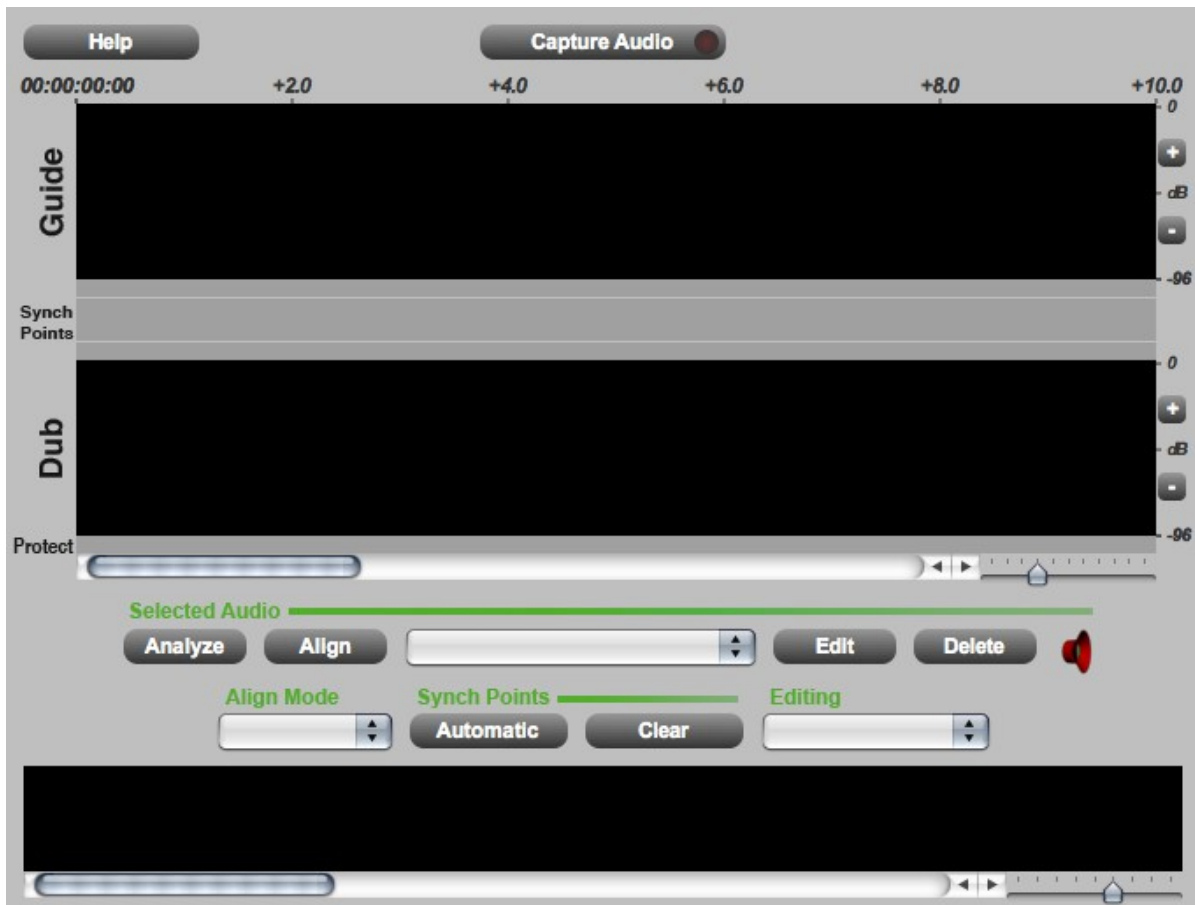 Help
Capture Audio
00:00:00:00 +2.0 +4.0 +6.0 +8.0 +10.0
0
Guide
+
dB
-
-96
Synch
Points
0
Dub
+
dB
-
-96
Protect
Selected Audio
Analyze Align Edit Delete
Align Mode Synch Points Editing
Automatic Clear